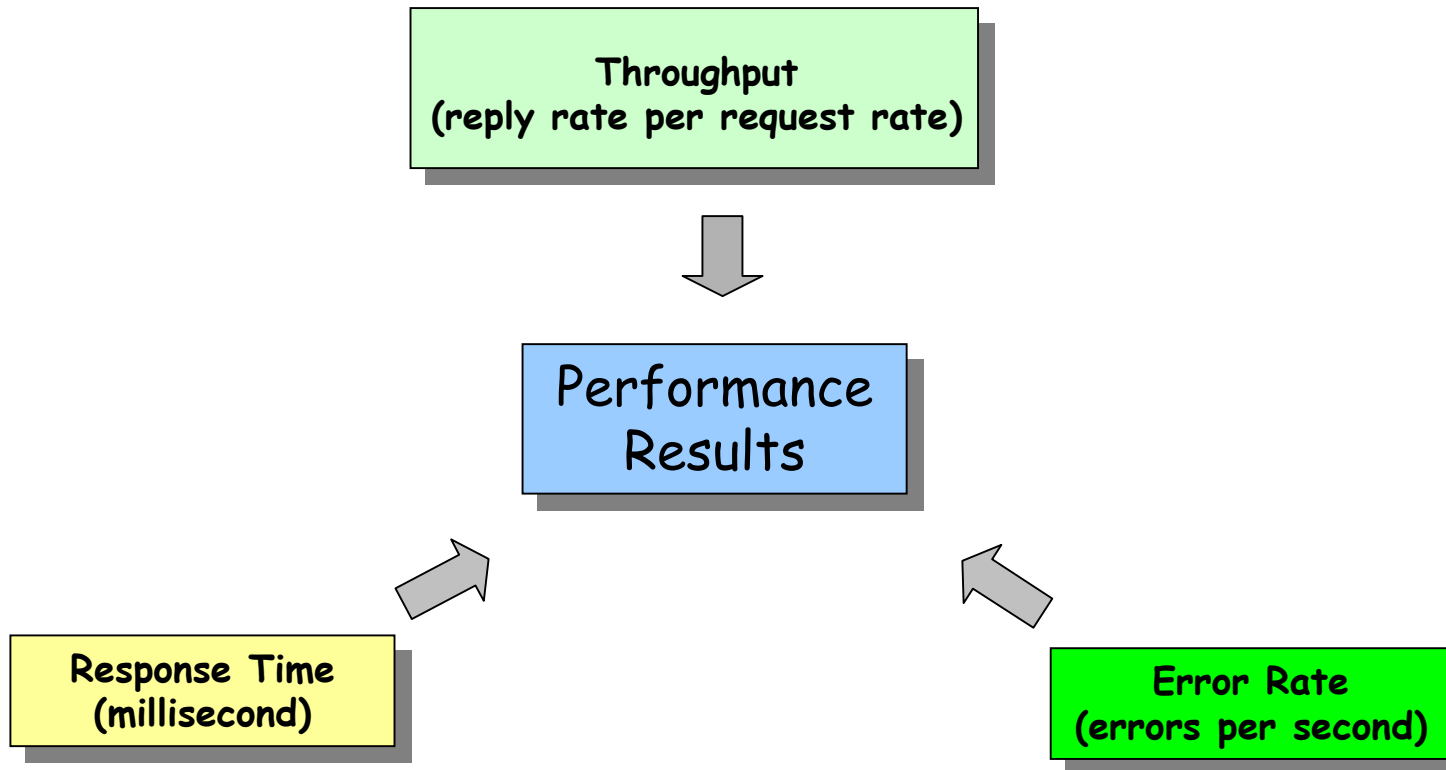 Throughput
(reply rate per request rate)
Performance
Results
Response Time
(millisecond)
Error Rate
(errors per second)